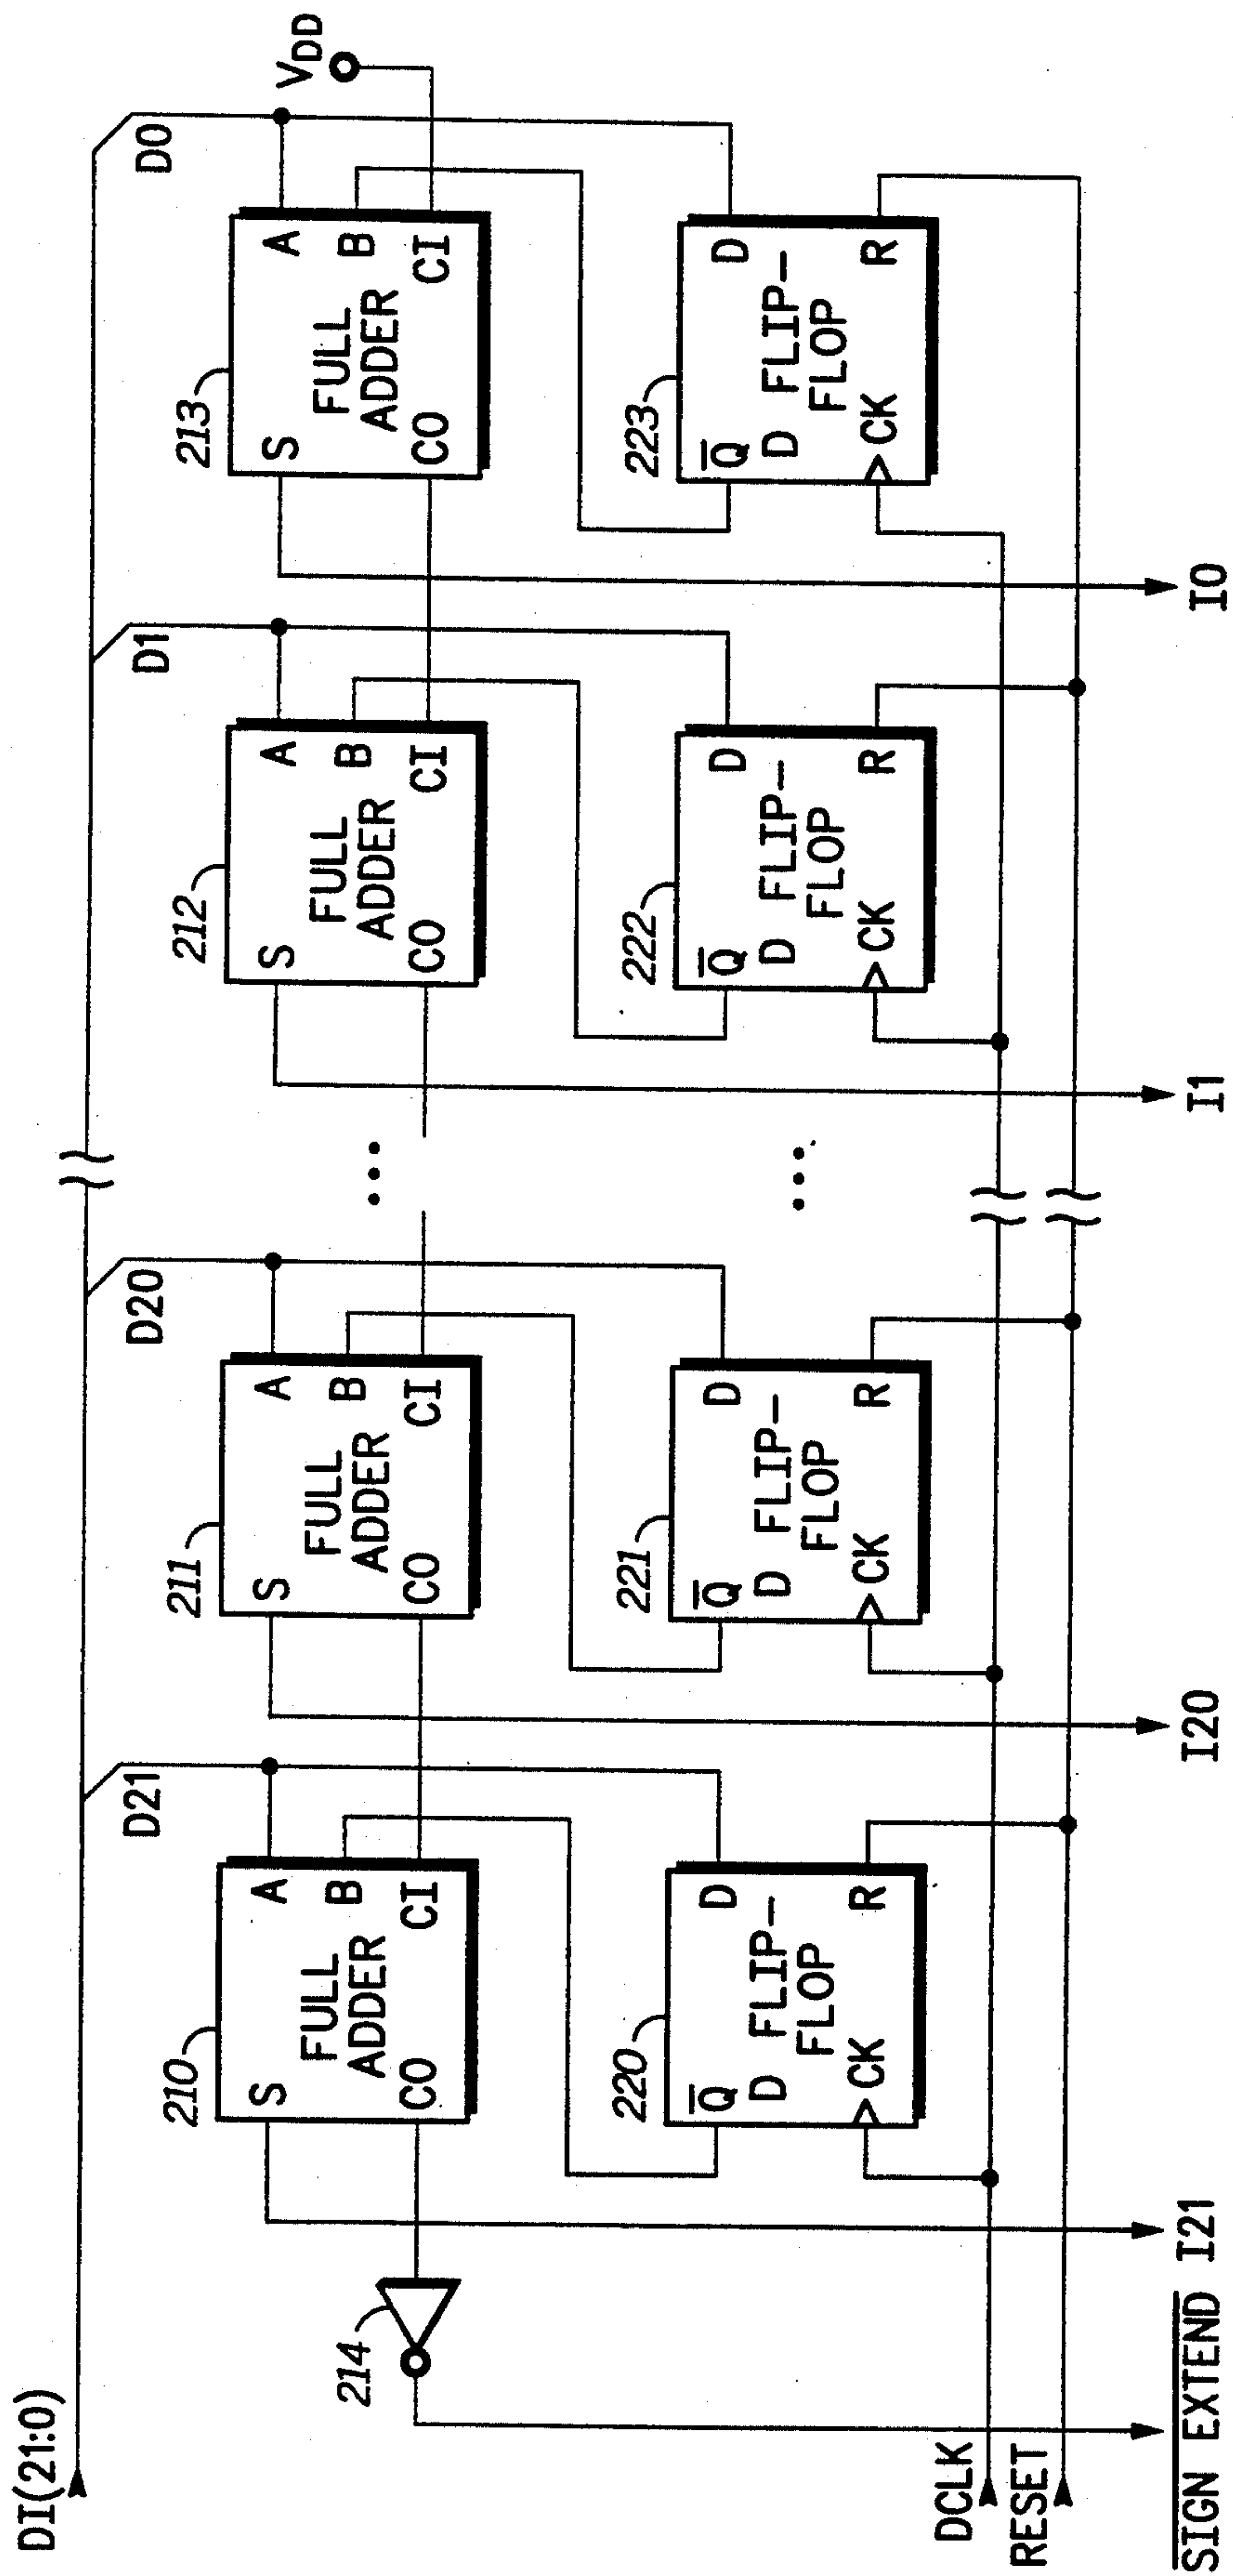 DI(21:0)
D21
D20
D1
D0
VDD
210
S
A
B
CI
CO
FULL
ADDER
211
S
A
B
CI
CO
FULL
ADDER
212
S
A
B
CI
CO
FULL
ADDER
213
S
A
B
CI
CO
FULL
ADDER
214
220
Q̅
D
D FLIP-
FLOP
CK
R
221
Q̅
D
D FLIP-
FLOP
CK
R
222
Q̅
D
D FLIP-
FLOP
CK
R
223
Q̅
D
D FLIP-
FLOP
CK
R
...
...
DCLK
RESET
SIGN EXTEND
I21
I20
I1
I0